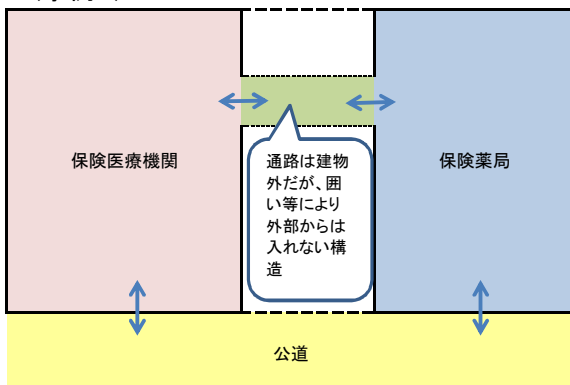 保険医療機関
通路は建物
外だが、囲
い等により
外部からは
入れない構
造
保険薬局
公道